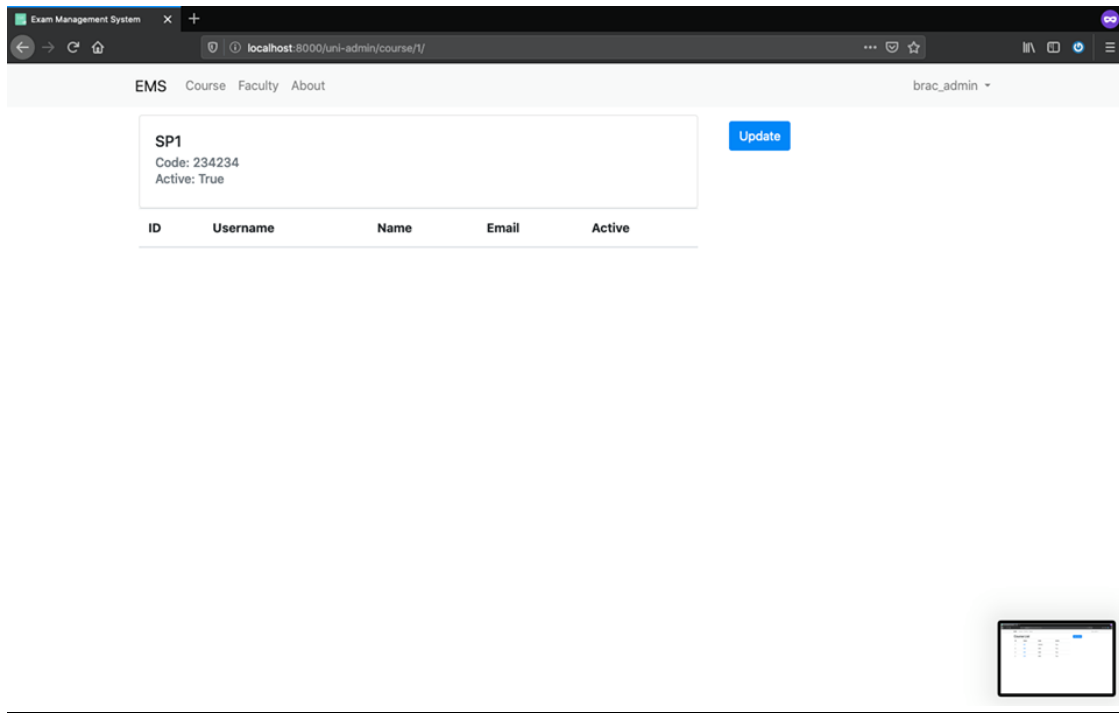 Exam Management System
localhost:8000/uni-admin/course/1/
EMS Course Faculty About brac_admin
SP1
Code: 234234
Active: True
Update
ID Username Name Email Active